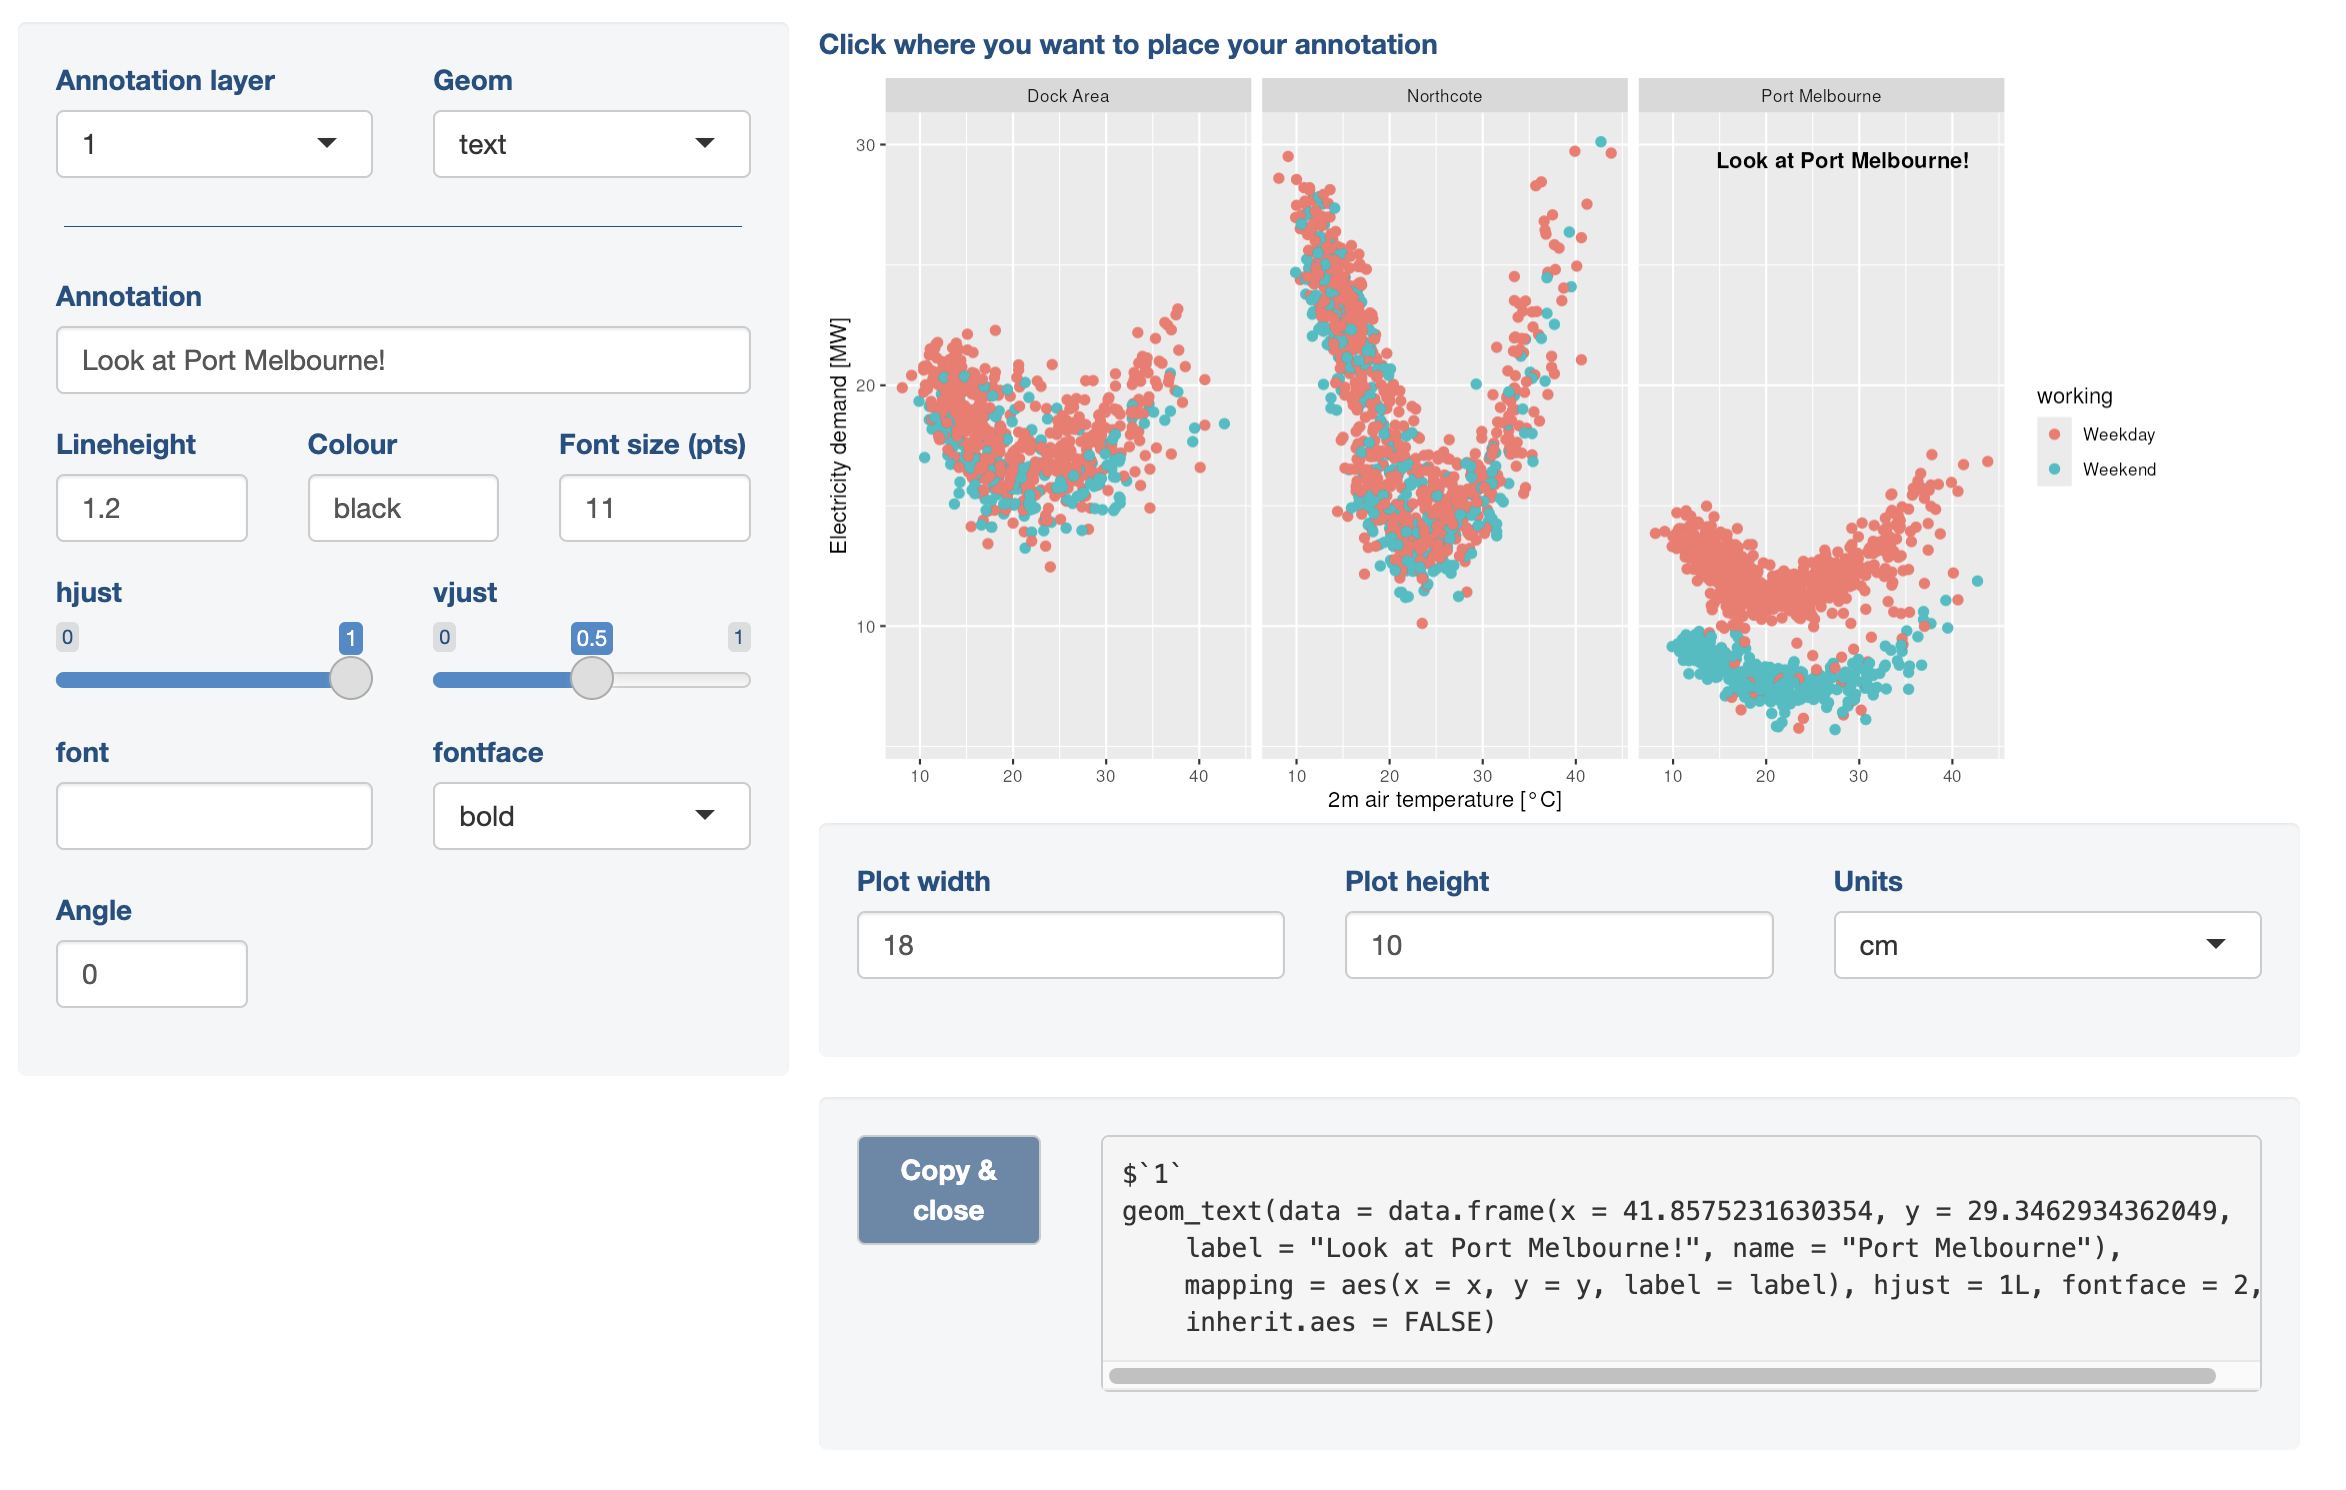 Annotation layer
Geom
1
text
Annotation
Look at Port Melbourne!
Lineheight
Colour
Font size (pts)
1.2
black
11
hjust
vjust
0
1
0
0.5
1
font
fontface
bold
Angle
0
Click where you want to place your annotation
Dock Area
Northcote
Port Melbourne
Look at Port Melbourne!
30
20
10
Electricity demand [MW]
10 20 30 40
10 20 30 40
10 20 30 40
2m air temperature [°C]
working
Weekday
Weekend
Plot width
Plot height
Units
18
10
cm
Copy &
close
$`1`
geom_text(data = data.frame(x = 41.8575231630354, y = 29.3462934362049,
label = "Look at Port Melbourne!", name = "Port Melbourne"),
mapping = aes(x = x, y = y, label = label), hjust = 1L, fontface = 2,
inherit.aes = FALSE)